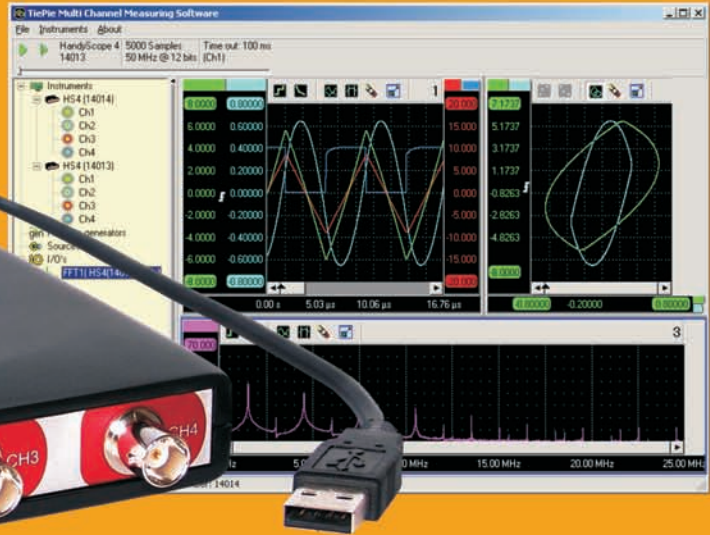 TiePie Multi Channel Measuring Software
File Instruments About
HandyScope 4 5000 Samples Time out: 100 ms
14013 50 MHz @ 12 bits (Ch1)
Instruments
HS4 (14014)
Ch1
Ch2
Ch3
Ch4
HS4 (14013)
Ch1
Ch2
Ch3
Ch4
generators
I/O's
FFT1( HS4(
1
8.0000 0.80000 20.000
6.0000 0.60000 15.000
4.0000 0.40000 10.000
2.0000 0.20000 5.000
0.0000 0.00000 0.000
-2.0000 -0.20000 -5.000
-4.0000 -0.40000 -10.000
-6.0000 -0.60000 -15.000
-8.0000 -0.80000 -20.000
0.00 s 5.03 µs 10.06 µs 16.76 µs
7.1737
5.1737
3.1737
1.1737
-0.8263
-2.8263
-4.8263
-8.0000
-0.80000 -0.20000 0.80000
3
70.000
15.00 MHz 20.00 MHz 25.00 MHz
14014
CH3
CH4